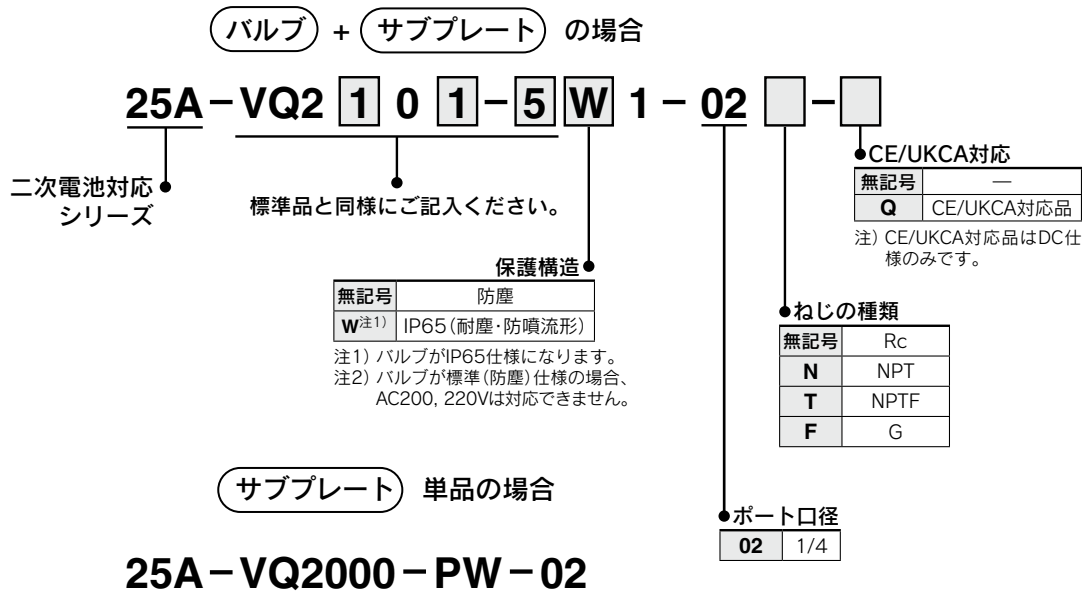 バルブ + サブプレート の場合
25A－VQ2 1 0 1－5 W 1－02 □－□
CE/UKCA対応
無記号 —
Q CE/UKCA対応品
注）CE/UKCA対応品はDC仕
様のみです。
二次電池対応
シリーズ
標準品と同様にご記入ください。
保護構造
無記号 防塵
W注1） IP65（耐塵・防噴流形）
注1）バルブがIP65仕様になります。
注2）バルブが標準（防塵）仕様の場合、
AC200, 220Vは対応できません。
ねじの種類
無記号 Rc
N NPT
T NPTF
F G
ポート口径
02 1/4
サブプレート 単品の場合
25A－VQ2000－PW－02